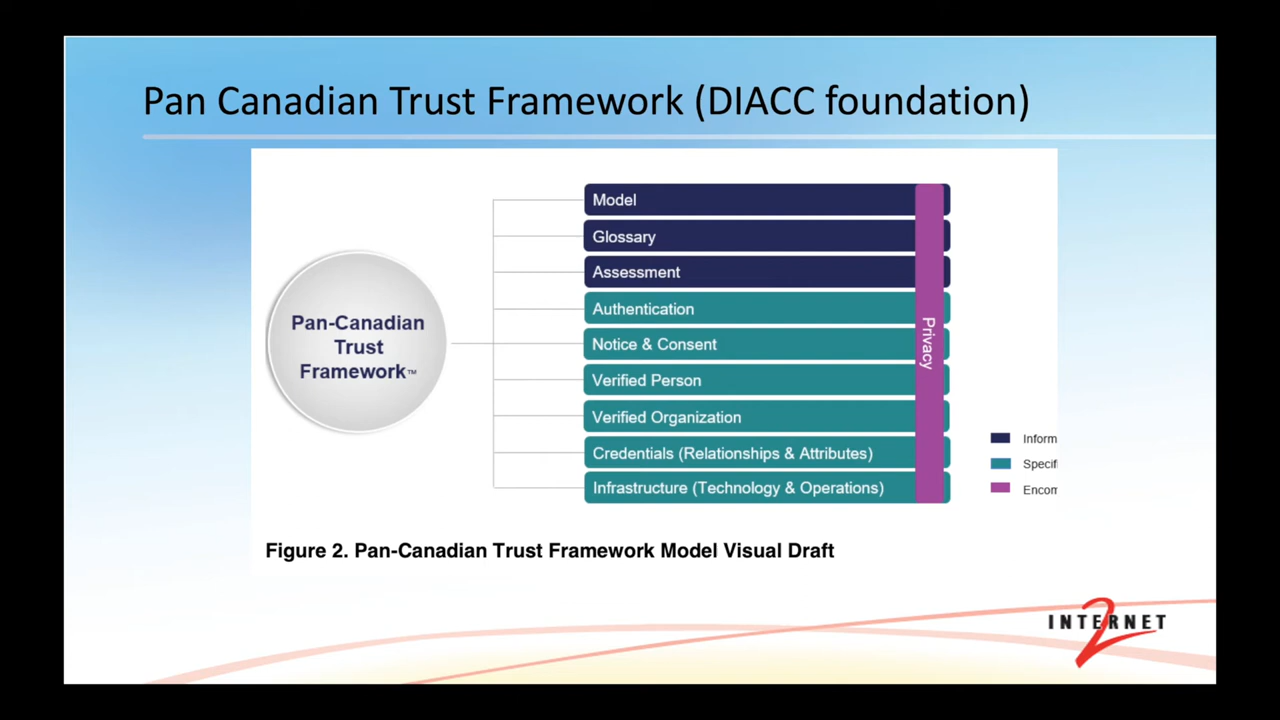 Pan Canadian Trust Framework (DIACC foundation)
Pan-Canadian
Trust
Framework™
Model
Glossary
Assessment
Authentication
Notice & Consent
Verified Person
Verified Organization
Credentials (Relationships & Attributes)
Infrastructure (Technology & Operations)
Privacy
Inform
Specif
Encom
Figure 2. Pan-Canadian Trust Framework Model Visual Draft
INTERNET
2